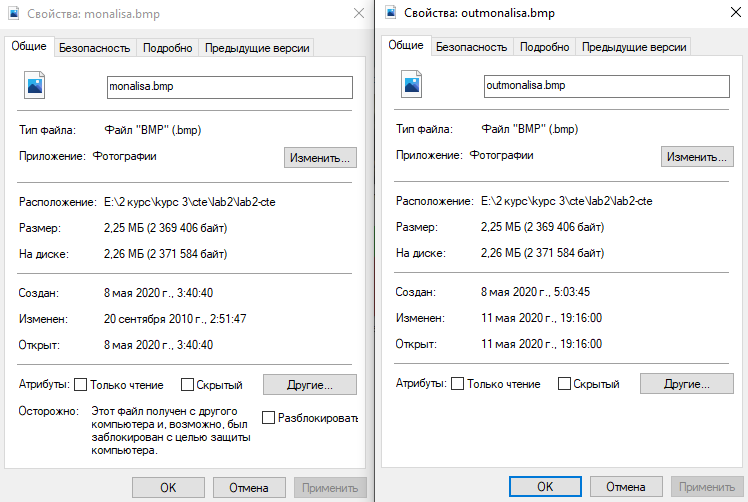 Свойства: monalisa.bmp
Общие Безопасность Подробно Предыдущие версии
monalisa.bmp
Тип файла: Файл "BMP" (.bmp)
Приложение: Фотографии Изменить...
Расположение: E:\2 курс\курс 3\cte\lab2\lab2-cte
Размер: 2,25 МБ (2 369 406 байт)
На диске: 2,26 МБ (2 371 584 байт)
Создан: 8 мая 2020 г., 3:40:40
Изменен: 20 сентября 2010 г., 2:51:47
Открыт: 8 мая 2020 г., 3:40:40
Атрибуты: Только чтение Скрытый Другие...
Осторожно: Этот файл получен с другого
компьютера и, возможно, был
заблокирован с целью защиты
компьютера.
Разблокировать
OK Отмена Применить
Свойства: outmonalisa.bmp
Общие Безопасность Подробно Предыдущие версии
outmonalisa.bmp
Тип файла: Файл "BMP" (.bmp)
Приложение: Фотографии Изменить...
Расположение: E:\2 курс\курс 3\cte\lab2\lab2-cte
Размер: 2,25 МБ (2 369 406 байт)
На диске: 2,26 МБ (2 371 584 байт)
Создан: 8 мая 2020 г., 5:03:45
Изменен: 11 мая 2020 г., 19:16:00
Открыт: 11 мая 2020 г., 19:16:00
Атрибуты: Только чтение Скрытый Другие...
OK Отмена Применить